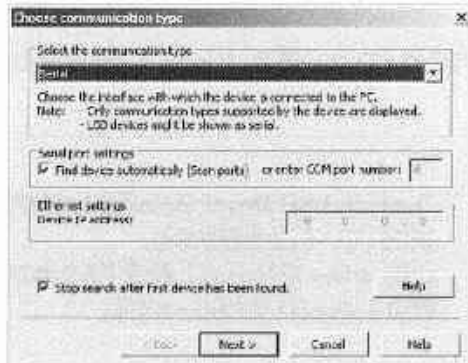 Choose communication type
Select the communication type
Serial
Choose the interface with which the device is connected to the PC.
Note: - Only communication types supported by the device are displayed.
- USB devices are shown as serial.
Serial port settings
Find device automatically (Scan ports) or enter COM port number:
Ethernet settings
Device IP address:
Stop search after first device has been found.
Help
< Back Next > Cancel Help